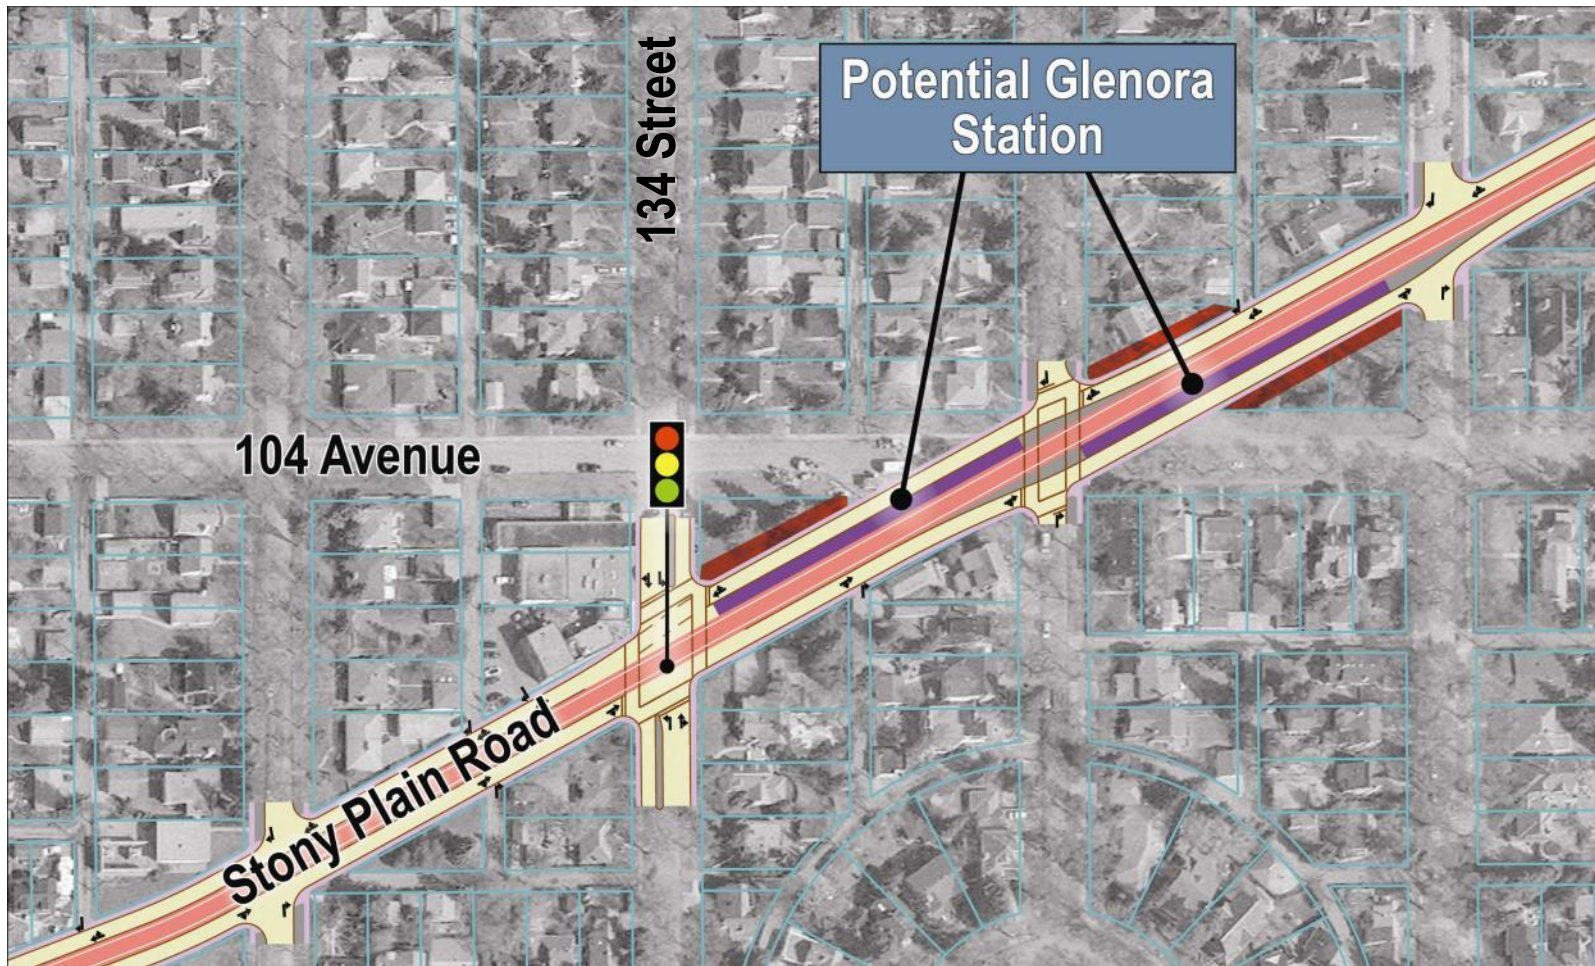 134 Street
Potential Glenora
Station
104 Avenue
Stony Plain Road